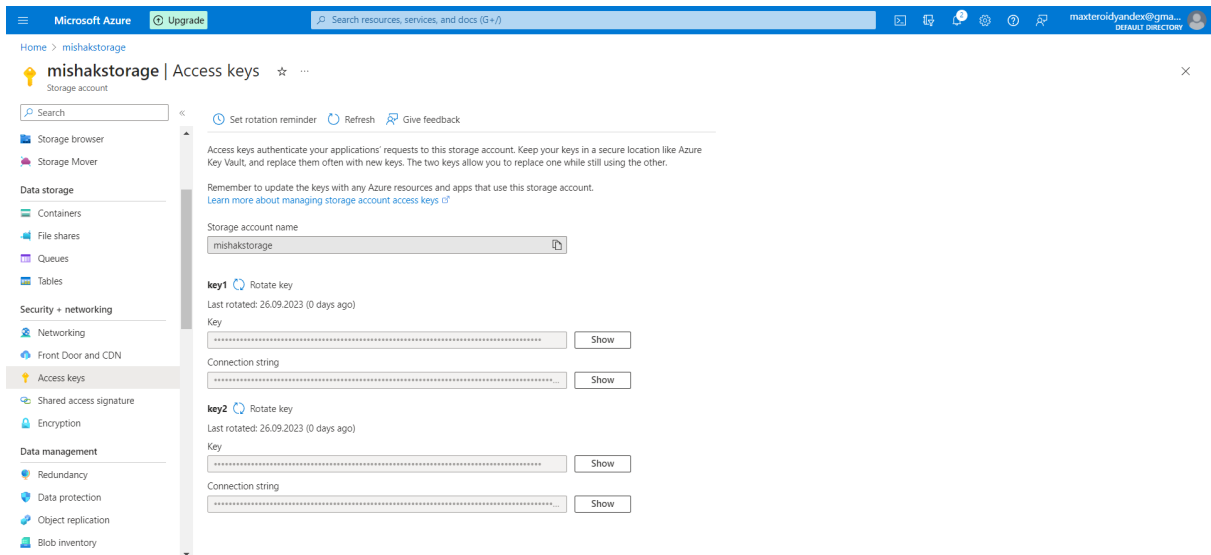 Microsoft Azure
Upgrade
Search resources, services, and docs (G+/)
2
maxteroidyandex@gma...
DEFAULT DIRECTORY
Home > mishakstorage
mishakstorage | Access keys
Storage account
Search
Storage browser
Storage Mover
Data storage
Containers
File shares
Queues
Tables
Security + networking
Networking
Front Door and CDN
Access keys
Shared access signature
Encryption
Data management
Redundancy
Data protection
Object replication
Blob inventory
Set rotation reminder
Refresh
Give feedback
Access keys authenticate your applications' requests to this storage account. Keep your keys in a secure location like Azure
Key Vault, and replace them often with new keys. The two keys allow you to replace one while still using the other.
Remember to update the keys with any Azure resources and apps that use this storage account.
Learn more about managing storage account access keys
Storage account name
mishakstorage
key1
Rotate key
Last rotated: 26.09.2023 (0 days ago)
Key
Show
Connection string
Show
key2
Rotate key
Last rotated: 26.09.2023 (0 days ago)
Key
Show
Connection string
Show